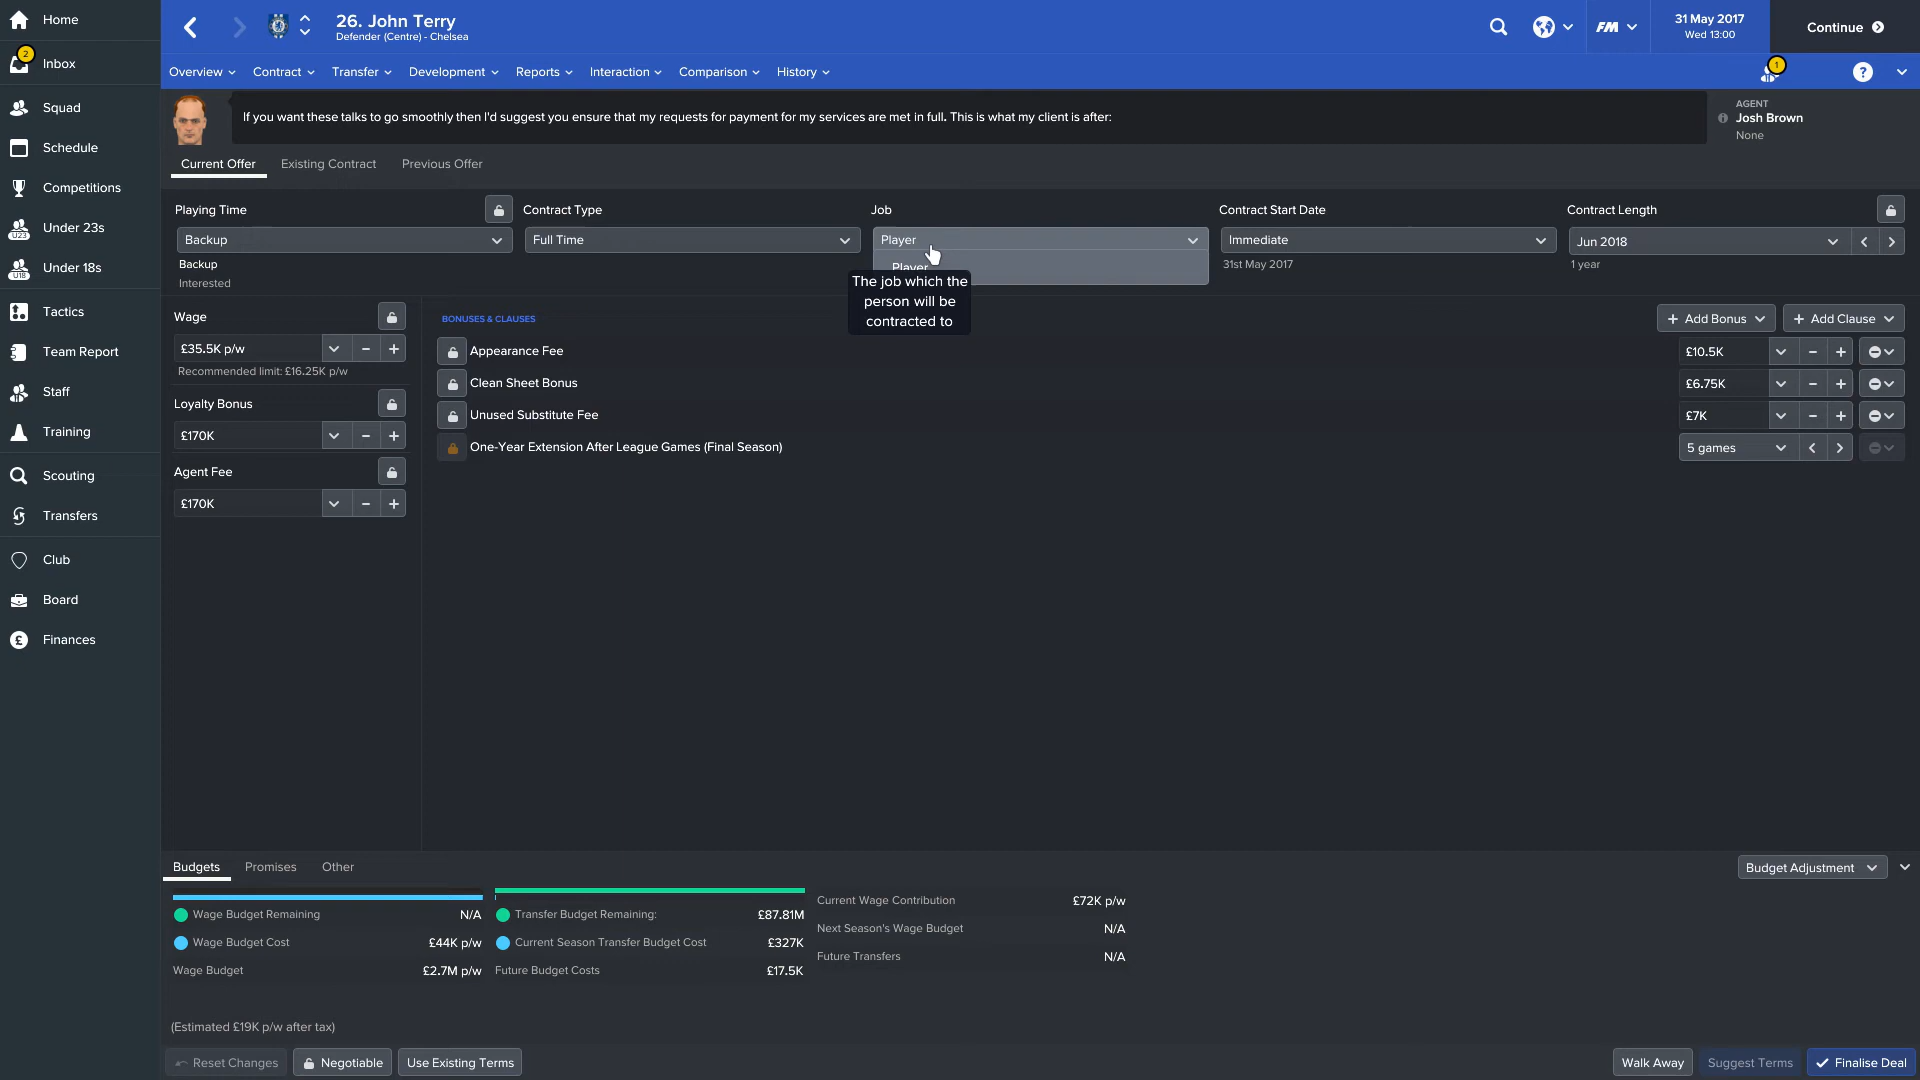 Home
26. John Terry
Defender (Centre) - Chelsea
FM
31 May 2017
Wed 13:00
Continue
2
Inbox
Overview
Contract
Transfer
Development
Reports
Interaction
Comparison
History
1
?
Squad
If you want these talks to go smoothly then I'd suggest you ensure that my requests for payment for my services are met in full. This is what my client is after:
AGENT
Josh Brown
None
Schedule
Current Offer
Existing Contract
Previous Offer
Competitions
Under 23s
U23
Under 18s
U18
Tactics
Team Report
Staff
Training
Scouting
Transfers
Club
Board
£
Finances
Playing Time
Backup
Backup
Interested
Contract Type
Full Time
Job
Player
Player
The job which the
person will be
contracted to
Contract Start Date
Immediate
31st May 2017
Contract Length
Jun 2018
1 year
Wage
£35.5K p/w
Recommended limit: £16.25K p/w
Loyalty Bonus
£170K
Agent Fee
£170K
BONUSES & CLAUSES
+ Add Bonus
+ Add Clause
Appearance Fee
£10.5K
Clean Sheet Bonus
£6.75K
Unused Substitute Fee
£7K
One-Year Extension After League Games (Final Season)
5 games
Budgets
Promises
Other
Budget Adjustment
Wage Budget Remaining
N/A
Wage Budget Cost
£44K p/w
Wage Budget
£2.7M p/w
Transfer Budget Remaining:
£87.81M
Current Season Transfer Budget Cost
£327K
Future Budget Costs
£17.5K
Current Wage Contribution
£72K p/w
Next Season's Wage Budget
N/A
Future Transfers
N/A
(Estimated £19K p/w after tax)
Reset Changes
Negotiable
Use Existing Terms
Walk Away
Suggest Terms
Finalise Deal